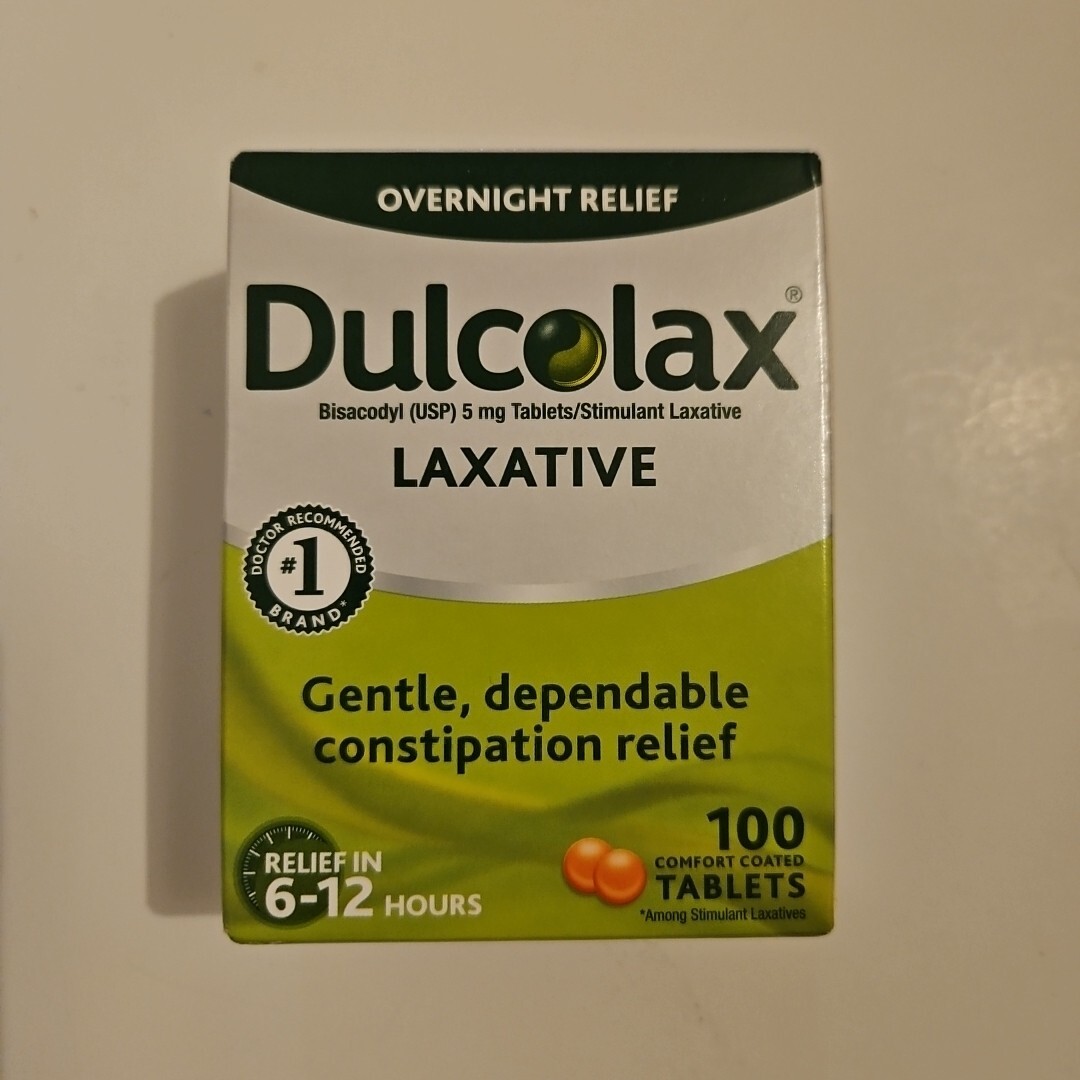 OVERNIGHT RELIEF
Dulcolax®
Bisacodyl (USP) 5 mg Tablets/Stimulant Laxative
LAXATIVE
DOCTOR RECOMMENDED
#1
BRAND*
Gentle, dependable
constipation relief
RELIEF IN
6-12 HOURS
100
COMFORT COATED
TABLETS
*Among Stimulant Laxatives